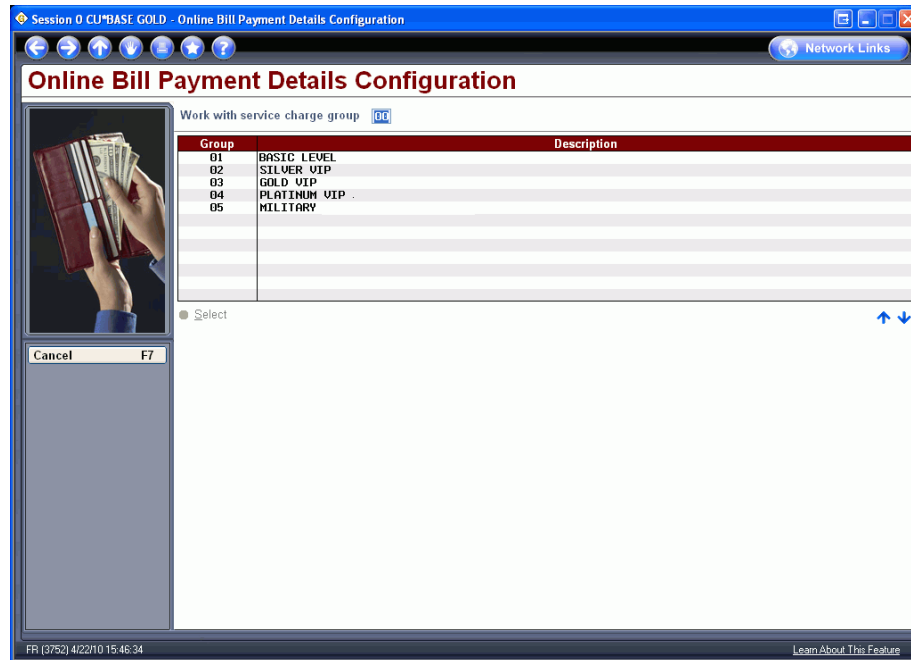 Session 0 CU*BASE GOLD - Online Bill Payment Details Configuration
Network Links
Online Bill Payment Details Configuration
Work with service charge group 00
Group Description
01 BASIC LEVEL
02 SILVER VIP
03 GOLD VIP
04 PLATINUM VIP .
05 MILITARY
Select
Cancel F7
FR (3752) 4/22/10 15:46:34
Learn About This Feature